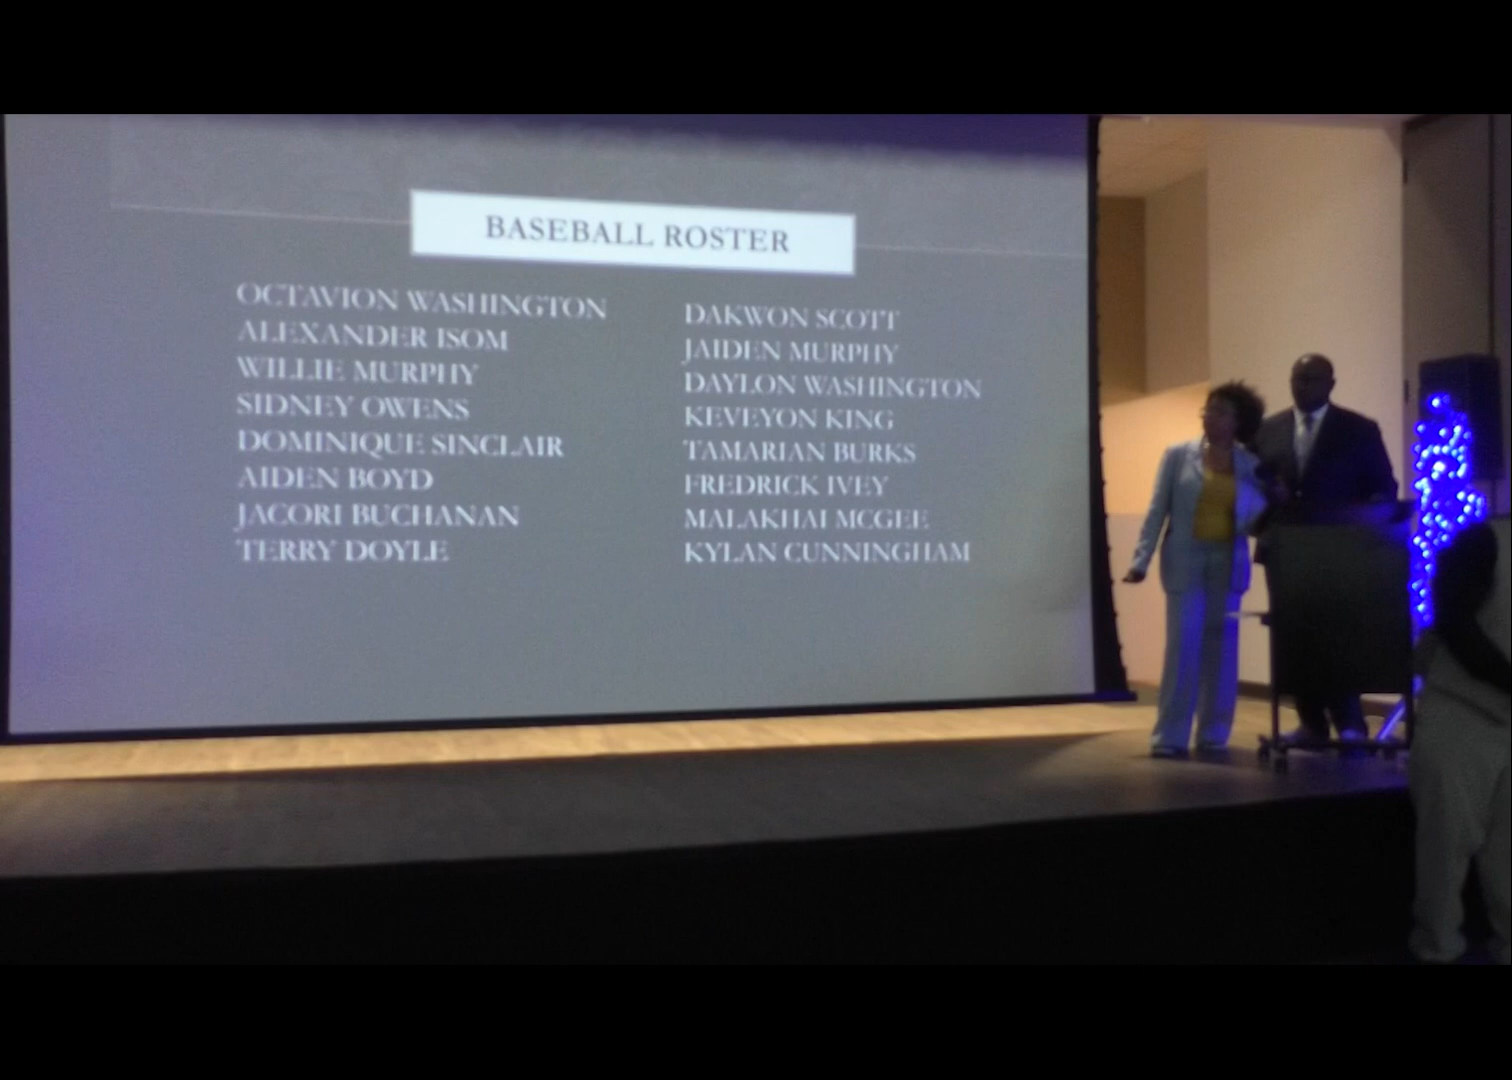 BASEBALL ROSTER
OCTAVION WASHINGTON
ALEXANDER ISOM
WILLIE MURPHY
SIDNEY OWENS
DOMINIQUE SINCLAIR
AIDEN BOYD
JACORI BUCHANAN
TERRY DOYLE
DAKWON SCOTT
JAIDEN MURPHY
DAYLON WASHINGTON
KEVEYON KING
TAMARIAN BURKS
FREDRICK IVEY
MALAKHAI MCGEE
KYLAN CUNNINGHAM